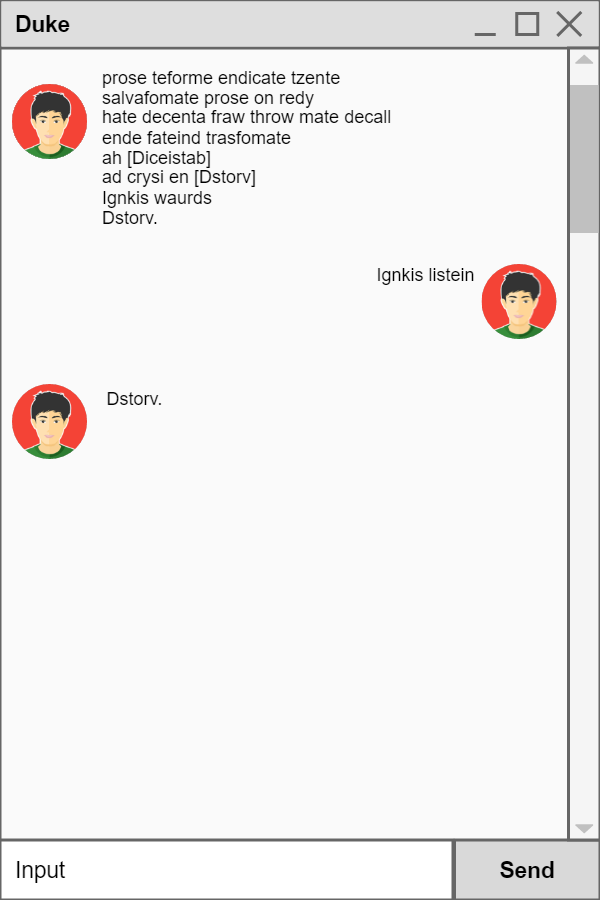 Duke
prose teforme endicate tzente
salvafomate prose on redy
hate decenta fraw throw mate decall
ende fateind trasfomate
ah [Diceistab]
ad crysi en [Dstorv]
Ignkis waurds
Dstorv.
Ignkis listein
Dstorv.
Input
Send